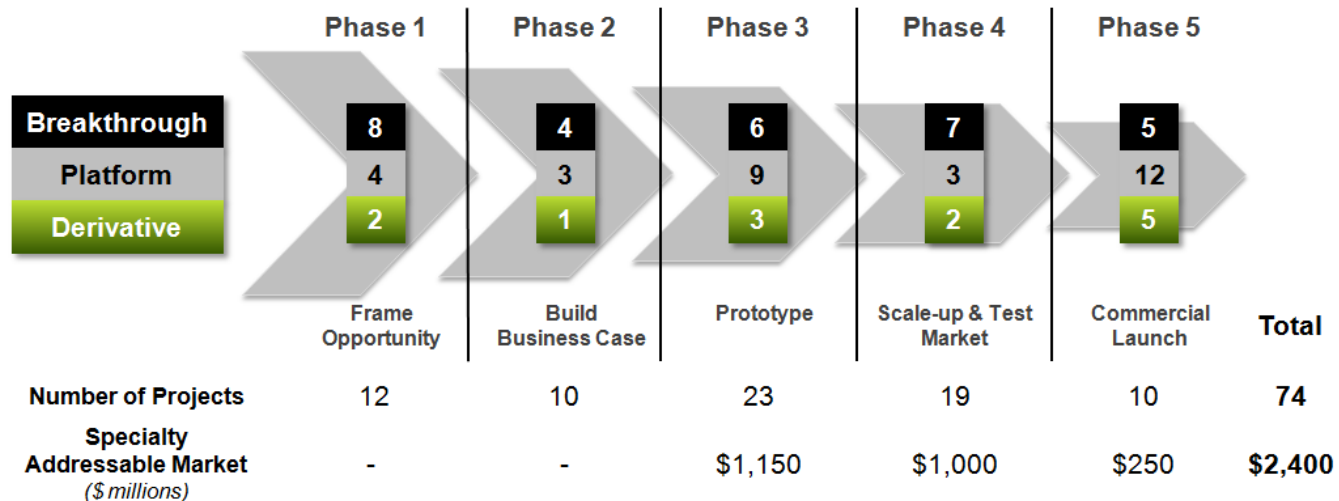 Phase 1 Phase 2 Phase 3 Phase 4 Phase 5
Breakthrough 8 4 6 7 5
Platform 4 3 9 3 12
Derivative 2 1 3 2 5
Frame
Opportunity
Build
Business Case
Prototype
Scale-up & Test
Market
Commercial
Launch
Total
Number of Projects 12 10 23 19 10 74
Specialty
Addressable Market - - $1,150 $1,000 $250 $2,400
($ millions)